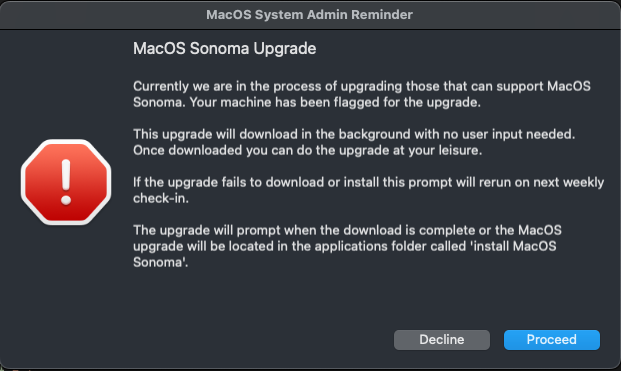 MacOS System Admin Reminder
MacOS Sonoma Upgrade
Currently we are in the process of upgrading those that can support MacOS
Sonoma. Your machine has been flagged for the upgrade.
This upgrade will download in the background with no user input needed.
Once downloaded you can do the upgrade at your leisure.
If the upgrade fails to download or install this prompt will rerun on next weekly
check-in.
The upgrade will prompt when the download is complete or the MacOS
upgrade will be located in the applications folder called 'install MacOS
Sonoma'.
Decline
Proceed